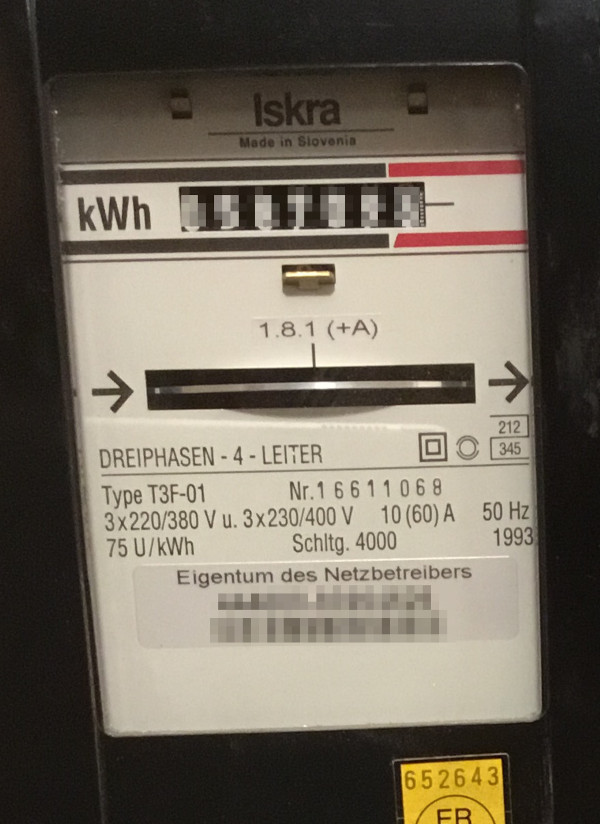 Iskra
Made in Slovenia
kWh
1.8.1 (+A)
212
345
DREIPHASEN - 4 - LEITER
Type T3F-01 Nr.16611068
3x220/380 V u. 3x230/400 V 10(60) A 50 Hz
75 U/kWh Schltg. 4000 1993
Eigentum des Netzbetreibers
652643